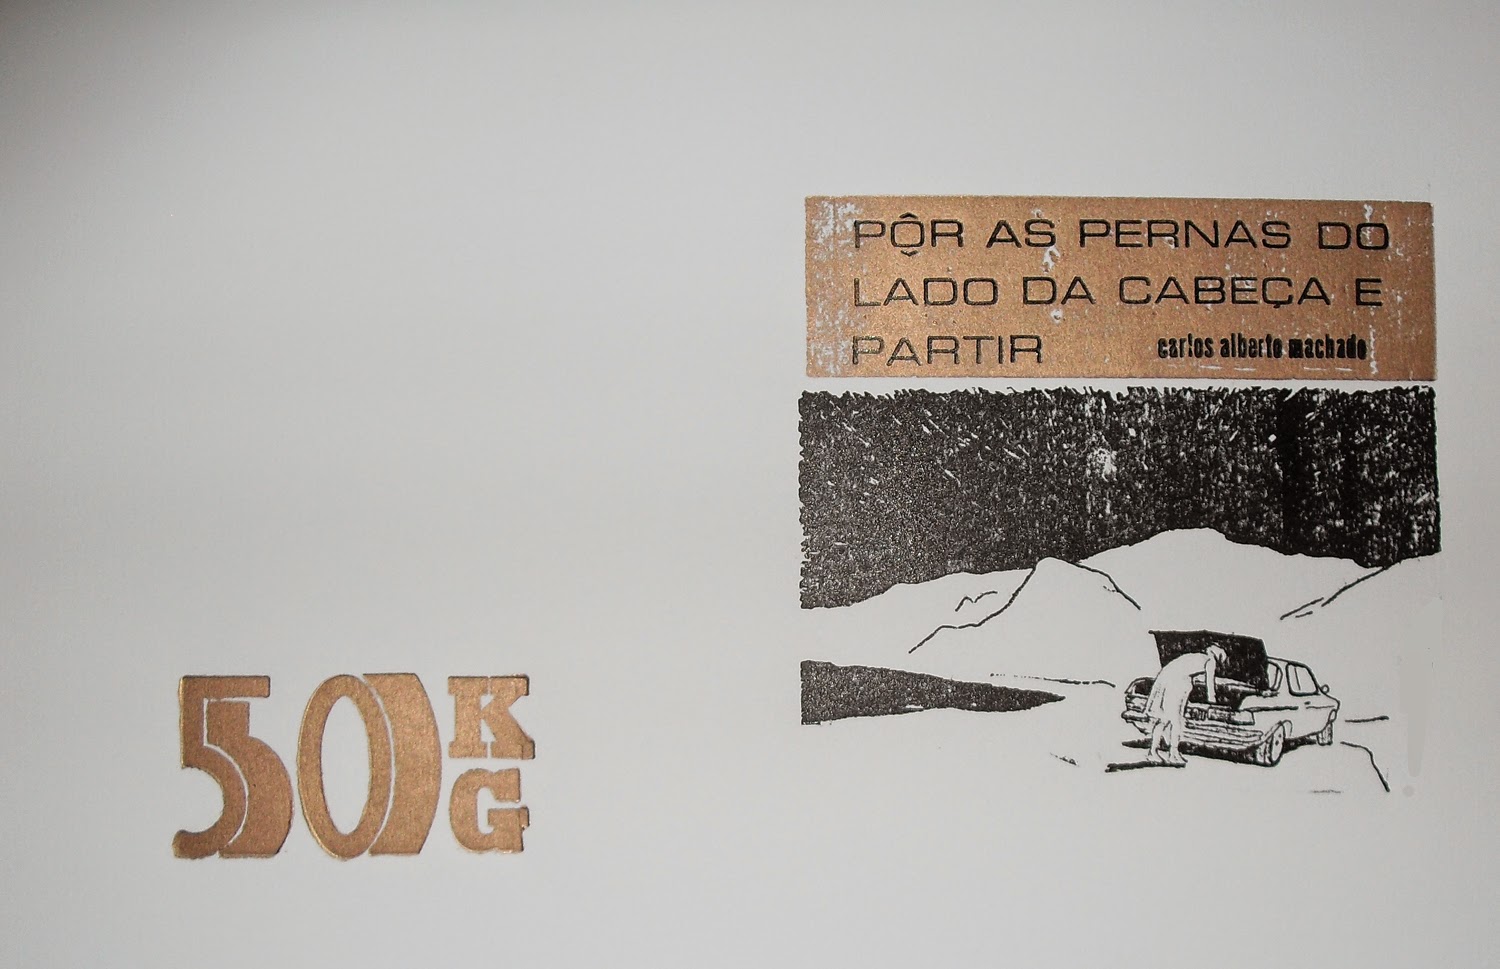 PÔR AS PERNAS DO
LADO DA CABEÇA E
PARTIR
carlos alberto machado
50
KG